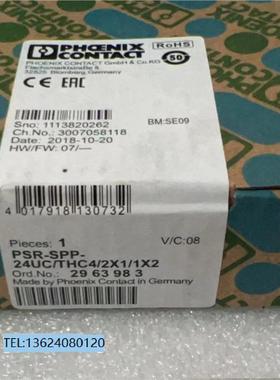 PHOENIX
CONTACT
RoHS
50
PHOENIX CONTACT GmbH & Co.KG
Flachsmarktstraße 8
32825 Blomberg, Germany
CE EAC
Sno: 1113820262
BM:SE09
Ch.No.: 3007058118
Date: 2018-10-20
HW/FW: 07/—
4 017918 130732
Pieces: 1
V/C:08
PSR-SPP-
24UC/THC4/2X1/1X2
Ord.No.: 29 63 98 3
Made by Phoenix Contact in Germany
TEL:13624080120